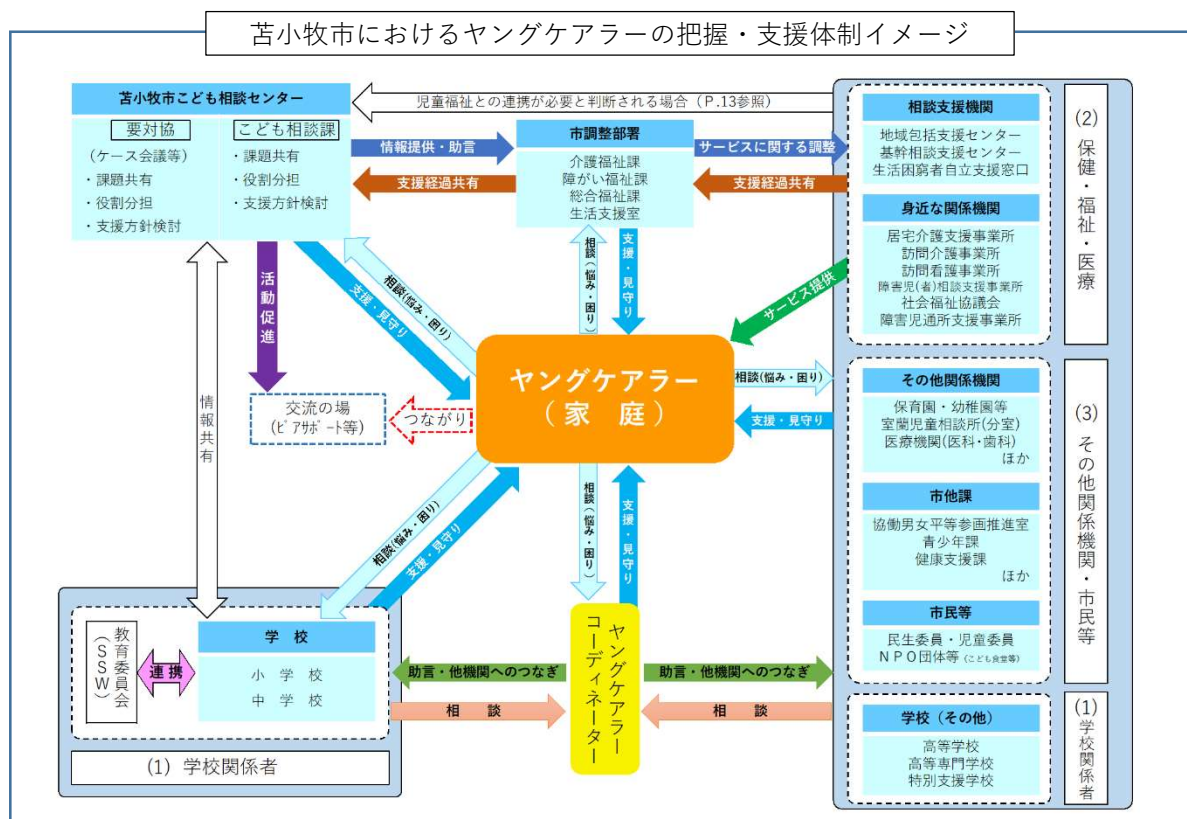 苫小牧市におけるヤングケアラーの把握・支援体制イメージ
苫小牧市こども相談センター
要対協
(ケース会議等)
・課題共有
・役割分担
・支援方針検討
こども相談課
・課題共有
・役割分担
・支援方針検討
児童福祉との連携が必要と判断される場合(P.13参照)
情報提供・助言
支援経過共有
市調整部署
介護福祉課
障がい福祉課
総合福祉課
生活支援室
サービスに関する調整
支援経過共有
相談支援機関
地域包括支援センター
基幹相談支援センター
生活困窮者自立支援窓口
身近な関係機関
居宅介護支援事業所
訪問介護事業所
訪問看護事業所
障害児(者)相談支援事業所
社会福祉協議会
障害児通所支援事業所
(2) 保健・福祉・医療
活動促進
相談(悩み・困り)
支援・見守り
相談(悩み・困り)
支援・見守り
サービス提供
情報共有
交流の場
(ピアサポート等)
つながり
ヤングケアラー
(家 庭)
相談(悩み・困り)
支援・見守り
その他関係機関
保育園・幼稚園等
室蘭児童相談所(分室)
医療機関(医科・歯科)
ほか
市他課
協働男女平等参画推進室
青少年課
健康支援課
ほか
市民等
民生委員・児童委員
NPO団体等(こども食堂等)
(3) その他関係機関・市民等
相談(悩み・困り)
支援・見守り
相談(悩み・困り)
支援・見守り
教育委員会
(SSW)
連携
学 校
小 学 校
中 学 校
(1) 学校関係者
助言・他機関へのつなぎ
相 談
ヤングケアラー
コーディネーター
助言・他機関へのつなぎ
相 談
学校(その他)
高等学校
高等専門学校
特別支援学校
(1) 学校関係者